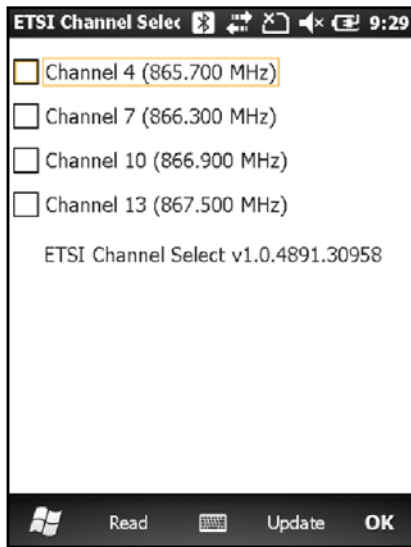 ETSI Channel Selec 9:29
Channel 4 (865.700 MHz)
Channel 7 (866.300 MHz)
Channel 10 (866.900 MHz)
Channel 13 (867.500 MHz)
ETSI Channel Select v1.0.4891.30958
Read Update OK